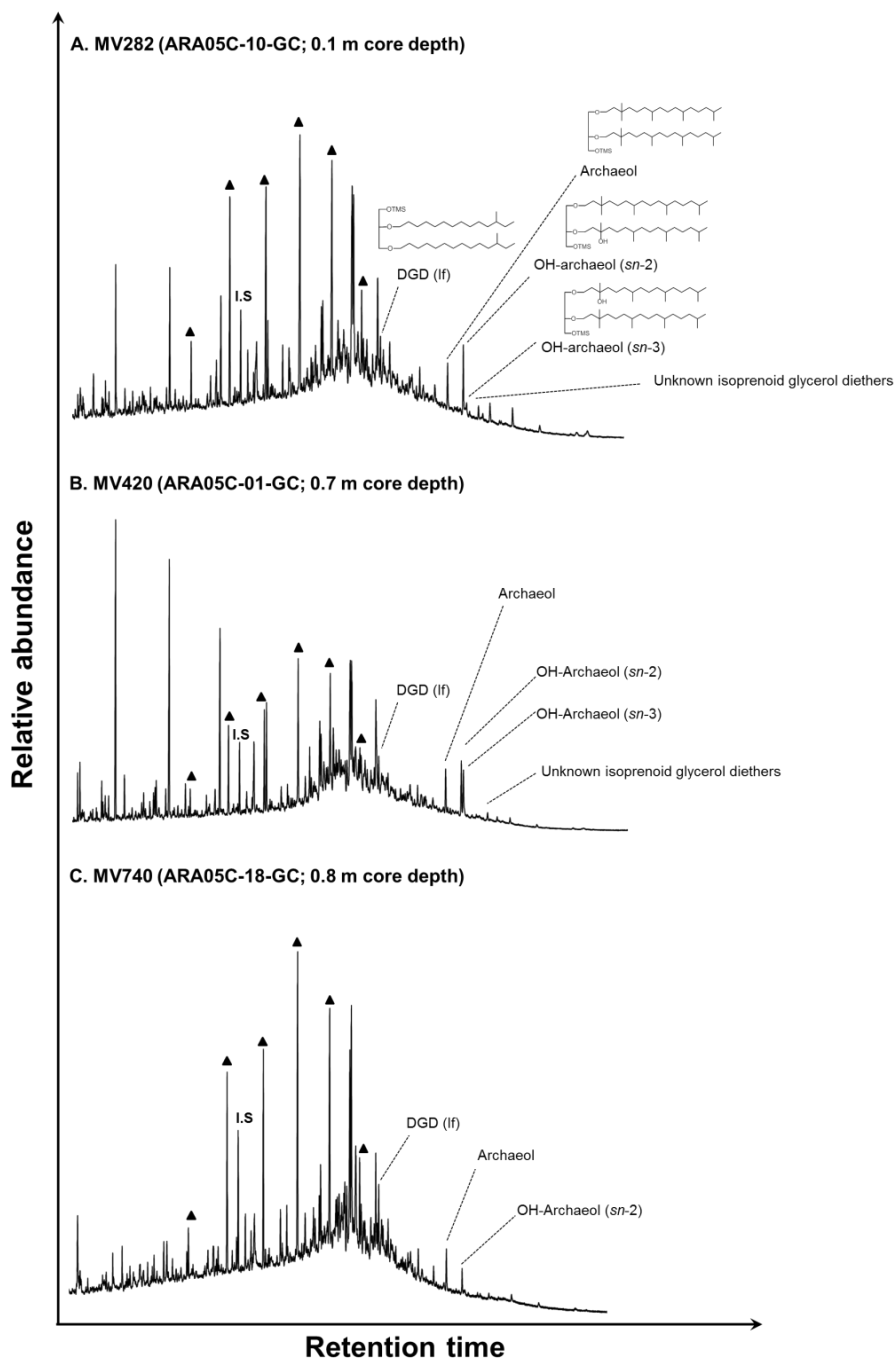 A. MV282 (ARA05C-10-GC; 0.1 m core depth)
OTMS
Archaeol
OTMS
O
O
OTMS
O
O
OH
I.S
DGD (If)
OTMS
OH-archaeol (sn-2)
O
OH
O
OTMS
OH-archaeol (sn-3)
Unknown isoprenoid glycerol diethers
B. MV420 (ARA05C-01-GC; 0.7 m core depth)
Archaeol
OH-Archaeol (sn-2)
DGD (If)
I.S
OH-Archaeol (sn-3)
Unknown isoprenoid glycerol diethers
C. MV740 (ARA05C-18-GC; 0.8 m core depth)
I.S
DGD (If)
Archaeol
OH-Archaeol (sn-2)
Relative abundance
Retention time